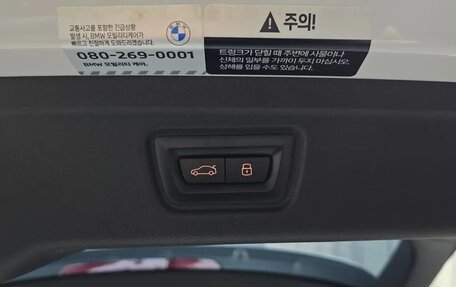 교통사고를 포함한 긴급상황
발생 시, BMW 모빌리티케어가
빠르고 친절하게 도와드리겠습니다.
080-269-0001
BMW 모빌리티 케어.
BMW
주의!
트렁크가 닫힐 때 주변에 사물이나
신체의 일부를 가까이 두지 마십시오.
상해를 입을 수도 있습니다.